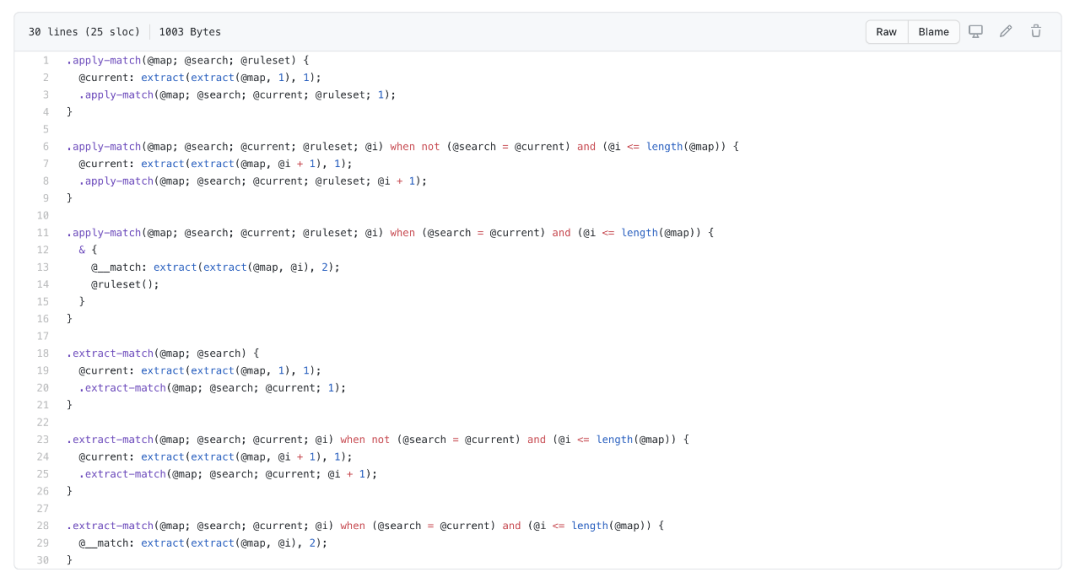 30 lines (25 sloc) 1003 Bytes Raw Blame
1 .apply-match(@map; @search; @ruleset) {
2   @current: extract(extract(@map, 1), 1);
3   .apply-match(@map; @search; @current; @ruleset; 1);
4 }
5
6 .apply-match(@map; @search; @current; @ruleset; @i) when not (@search = @current) and (@i <= length(@map)) {
7   @current: extract(extract(@map, @i + 1), 1);
8   .apply-match(@map; @search; @current; @ruleset; @i + 1);
9 }
10
11 .apply-match(@map; @search; @current; @ruleset; @i) when (@search = @current) and (@i <= length(@map)) {
12   & {
13     @__match: extract(extract(@map, @i), 2);
14     @ruleset();
15   }
16 }
17
18 .extract-match(@map; @search) {
19   @current: extract(extract(@map, 1), 1);
20   .extract-match(@map; @search; @current; 1);
21 }
22
23 .extract-match(@map; @search; @current; @i) when not (@search = @current) and (@i <= length(@map)) {
24   @current: extract(extract(@map, @i + 1), 1);
25   .extract-match(@map; @search; @current; @i + 1);
26 }
27
28 .extract-match(@map; @search; @current; @i) when (@search = @current) and (@i <= length(@map)) {
29   @__match: extract(extract(@map, @i), 2);
30 }